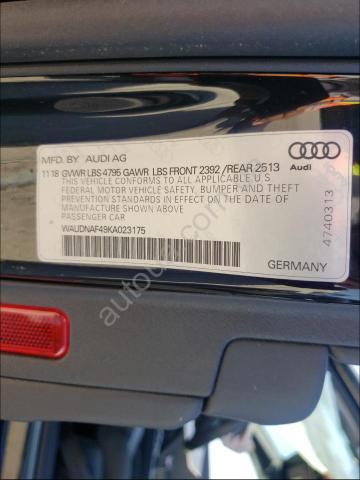 MFD. BY AUDI AG
11 18 GVWR LBS 4795 GAWR LBS FRONT 2392 / REAR 2513
THIS VEHICLE CONFORMS TO ALL APPLICABLE U.S
FEDERAL MOTOR VEHICLE SAFETY, BUMPER AND THEFT
PREVENTION STANDARDS IN EFFECT ON THE DATE OF
MANUFACTURE SHOWN ABOVE
PASSENGER CAR
WAUDNAF49KA023175
Audi
4740313
GERMANY